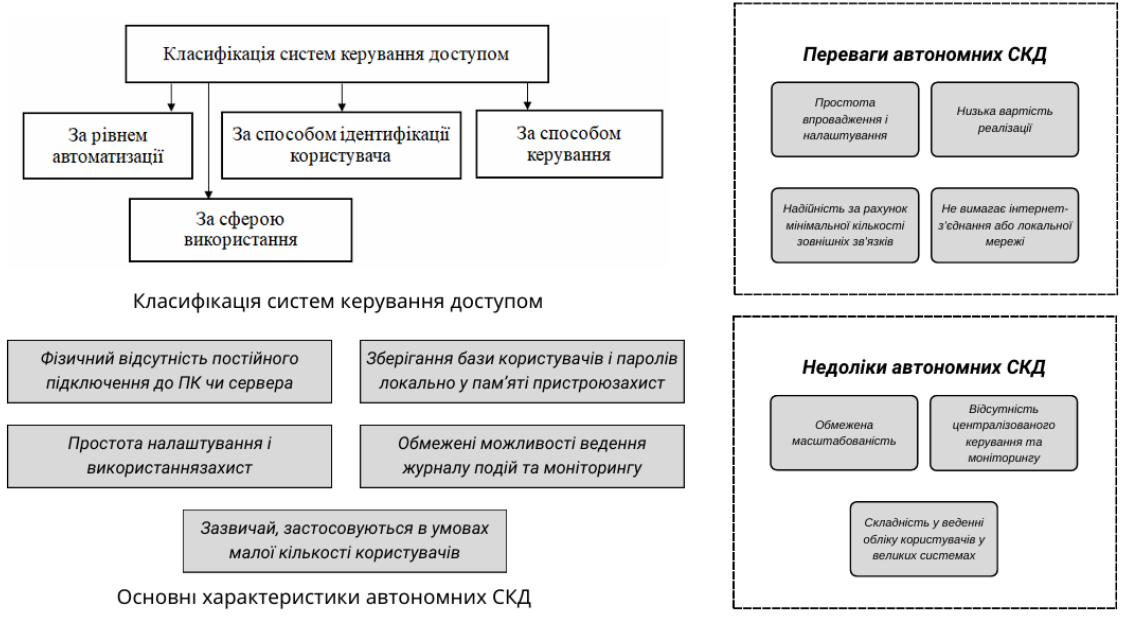 Класифікація систем керування доступом
За рівнем
автоматизації
За способом ідентифікації
користувача
За способом
керування
За сферою
використання
Класифікація систем керування доступом
Фізичний відсутність постійного
підключення до ПК чи сервера
Зберігання бази користувачів і паролів
локально у пам’яті пристроюзахист
Простота налаштування і
використаннязахист
Обмежені можливості ведення
журналу подій та моніторингу
Зазвичай, застосовуються в умовах
малої кількості користувачів
Основні характеристики автономних СКД
Переваги автономних СКД
Простота
впровадження і
налаштування
Низька вартість
реалізації
Надійність за рахунок
мінімальної кількості
зовнішніх зв’язків
Не вимагає інтернет-
з’єднання або локальної
мережі
Недоліки автономних СКД
Обмежена
масштабованість
Відсутність
централізованого
керування та
моніторингу
Складність у веденні
обліку користувачів у
великих системах